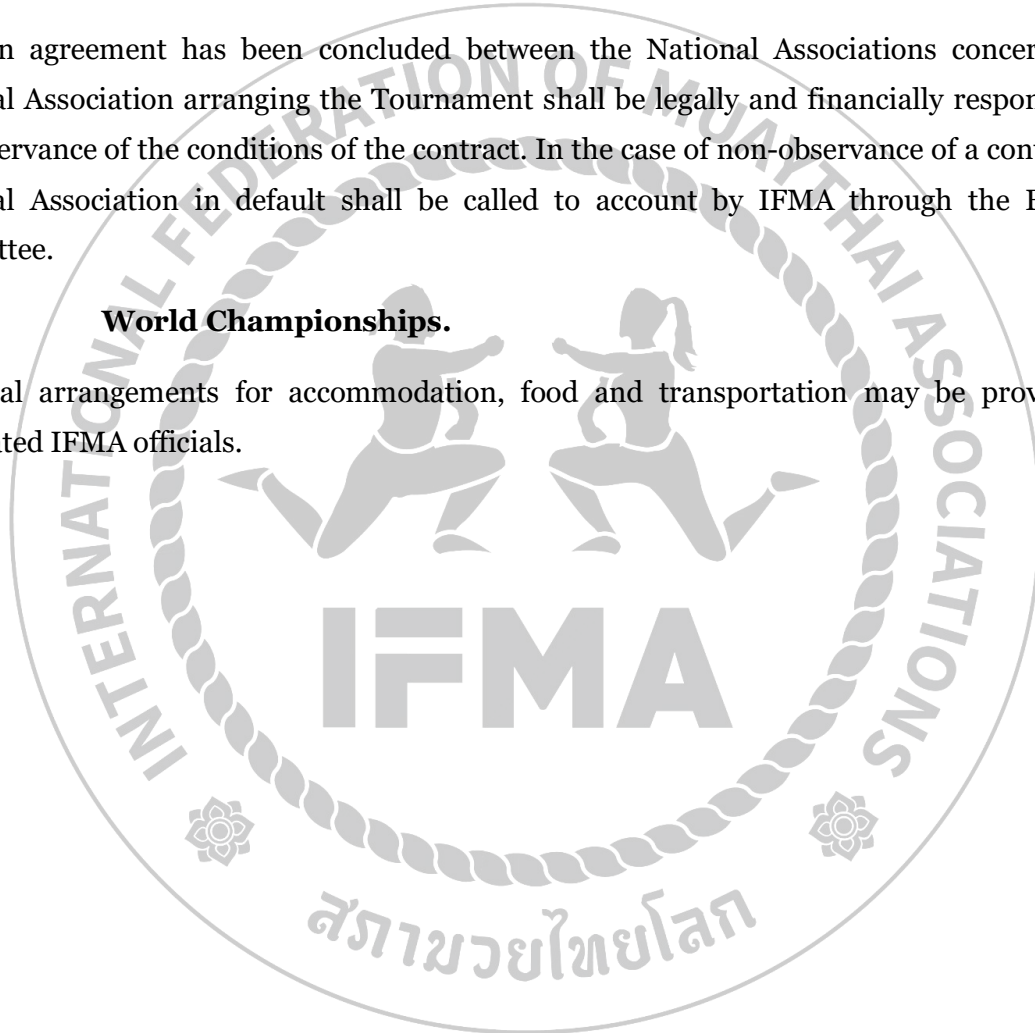 n agreement has been concluded between the National Associations concer
al Association arranging the Tournament shall be legally and financially respon
ervance of the conditions of the contract. In the case of non-observance of a con
al Association in default shall be called to account by IFMA through the E
ttee.
World Championships.
al arrangements for accommodation, food and transportation may be prov
ted IFMA officials.
INTERNATIONAL FEDERATION OF MUAYTHAI ASSOCIATIONS
IFMA
สภามวยไทยโลก